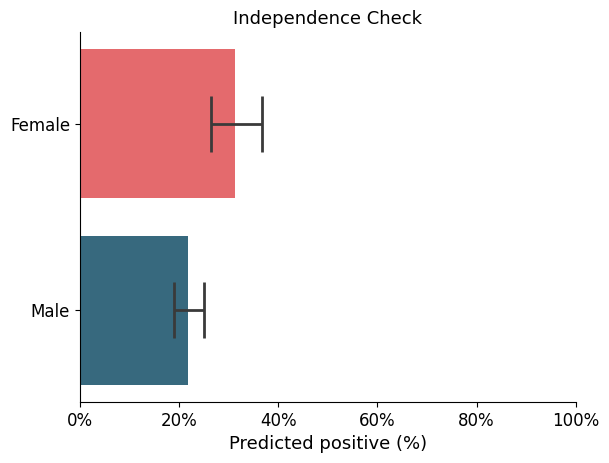 Independence Check
Female
Male
0% 20% 40% 60% 80% 100%
Predicted positive (%)